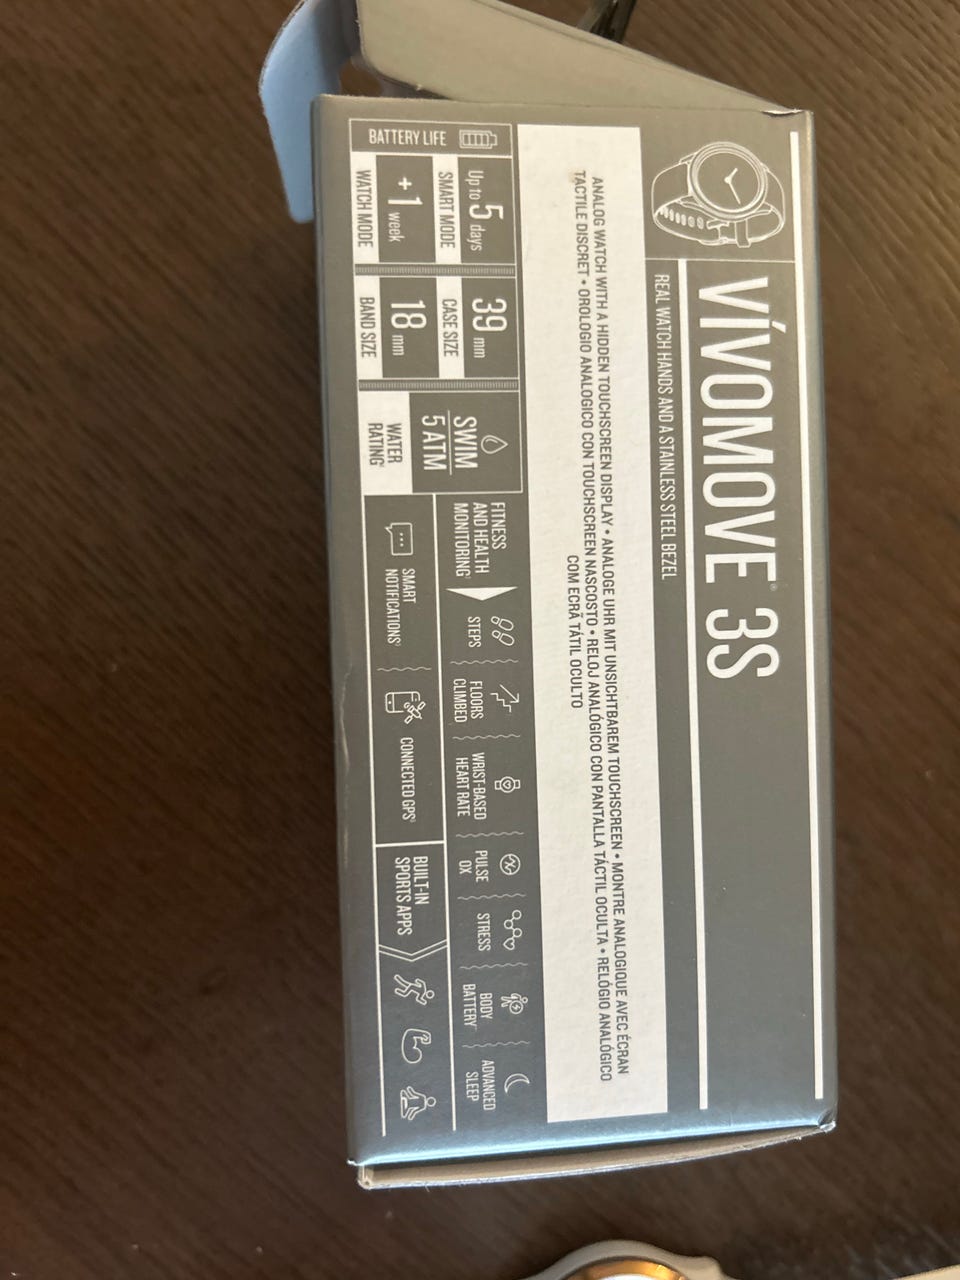 VÍVOMOVE® 3S
REAL WATCH HANDS AND A STAINLESS STEEL BEZEL
ANALOG WATCH WITH A HIDDEN TOUCHSCREEN DISPLAY • ANALOGE UHR MIT UNSICHTBAREM TOUCHSCREEN • MONTRE ANALOGIQUE AVEC ÉCRAN
TACTILE DISCRET • OROLOGIO ANALOGICO CON TOUCHSCREEN NASCOSTO • RELOJ ANALÓGICO CON PANTALLA TÁCTIL OCULTA • RELÓGIO ANALÓGICO
COM ECRÃ TÁTIL OCULTO
BATTERY LIFE
Up to 5 days
SMART MODE
+1 week
WATCH MODE
39 mm
CASE SIZE
18 mm
BAND SIZE
SWIM
5 ATM
WATER
RATING
FITNESS
AND HEALTH
MONITORING
STEPS
FLOORS
CLIMBED
WRIST-BASED
HEART RATE
PULSE
OX
STRESS
BODY
BATTERY
ADVANCED
SLEEP
SMART
NOTIFICATIONS
CONNECTED GPS
BUILT-IN
SPORTS APPS